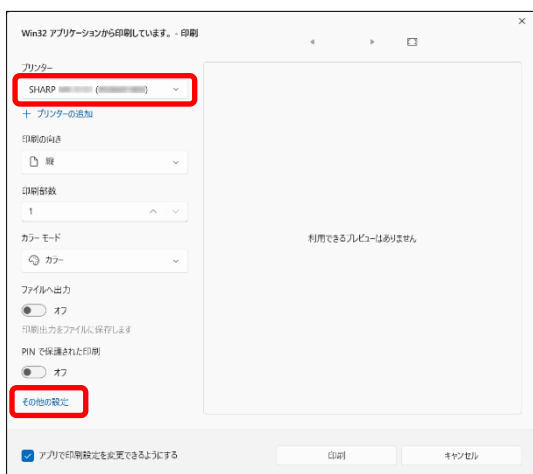 Win32 アプリケーションから印刷しています。 - 印刷
プリンター
SHARP
+ プリンターの追加
印刷の向き
縦
印刷部数
1
カラー モード
カラー
ファイルへ出力
オフ
印刷出力をファイルに保存します
PIN で保護された印刷
オフ
その他の設定
利用できるプレビューはありません
アプリで印刷設定を変更できるようにする
印刷
キャンセル